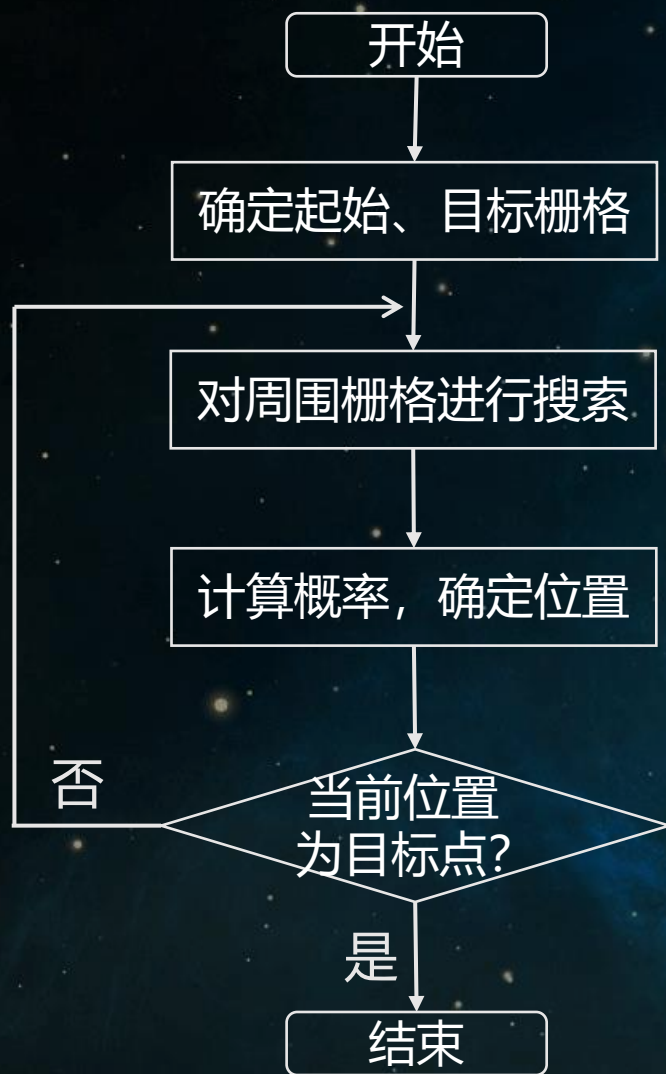 开始
确定起始、目标栅格
对周围栅格进行搜索
计算概率，确定位置
当前位置
为目标点?
否
是
结束